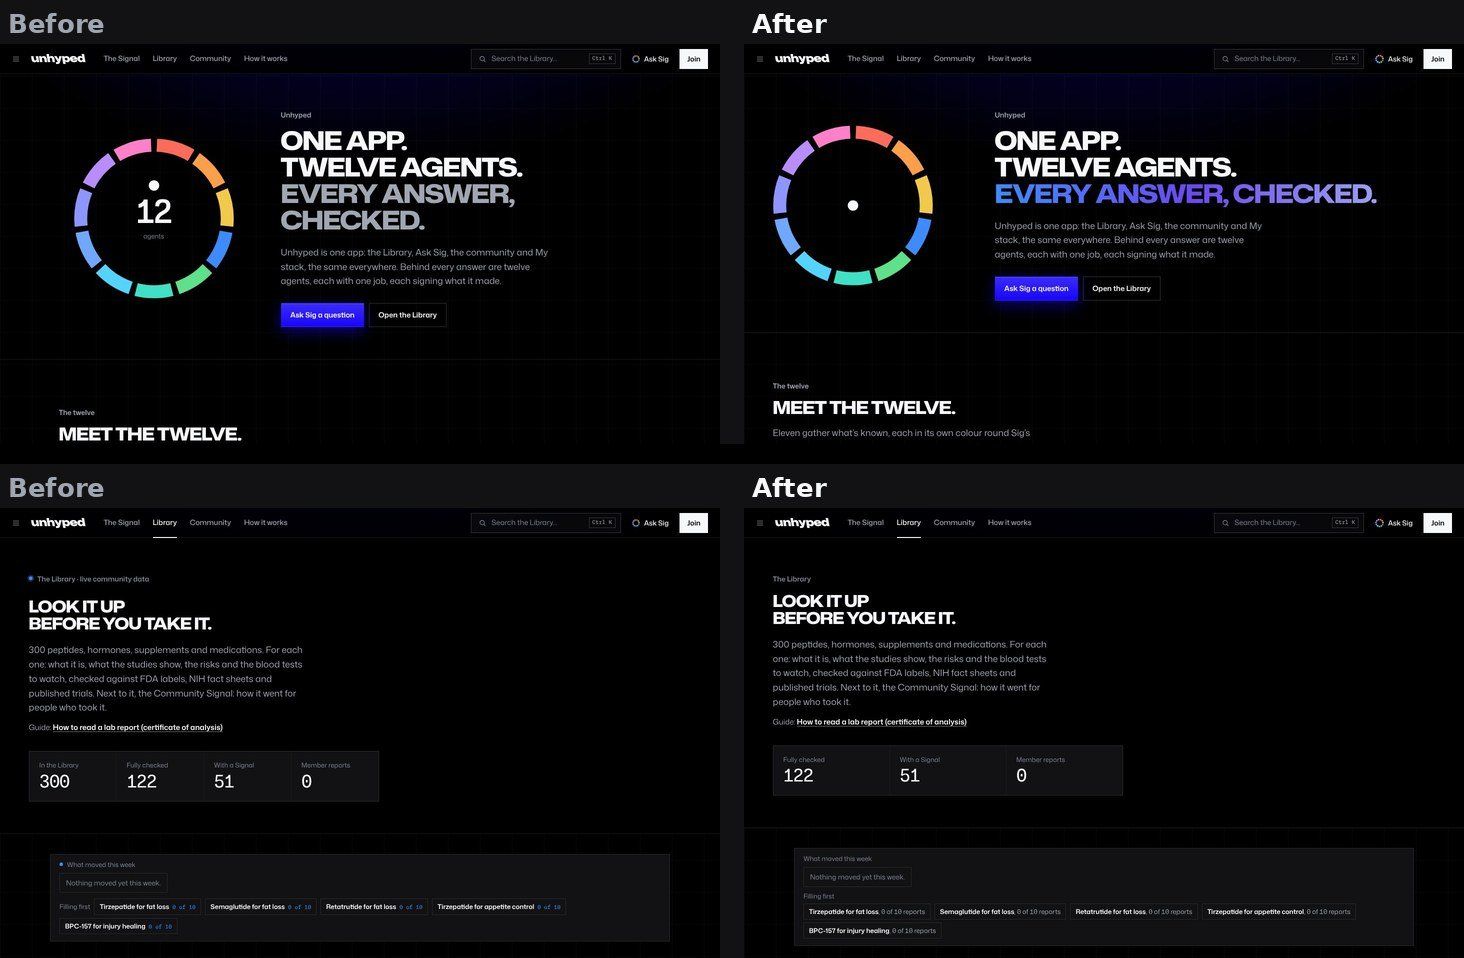 Before
unhyped The Signal Library Community How it works Search the Library... Ctrl K Ask Sig Join
12
agents
Unhyped
ONE APP.
TWELVE AGENTS.
EVERY ANSWER,
CHECKED.
Unhyped is one app: the Library, Ask Sig, the community and My
stack, the same everywhere. Behind every answer are twelve
agents, each with one job, each signing what it made.
Ask Sig a question Open the Library
The twelve
MEET THE TWELVE.
After
unhyped The Signal Library Community How it works Search the Library... Ctrl K Ask Sig Join
Unhyped
ONE APP.
TWELVE AGENTS.
EVERY ANSWER, CHECKED.
Unhyped is one app: the Library, Ask Sig, the community and My
stack, the same everywhere. Behind every answer are twelve
agents, each with one job, each signing what it made.
Ask Sig a question Open the Library
The twelve
MEET THE TWELVE.
Eleven gather what's known, each in its own colour round Sig's
Before
unhyped The Signal Library Community How it works Search the Library... Ctrl K Ask Sig Join
The Library · live community data
LOOK IT UP
BEFORE YOU TAKE IT.
300 peptides, hormones, supplements and medications. For each
one: what it is, what the studies show, the risks and the blood tests
to watch, checked against FDA labels, NIH fact sheets and
published trials. Next to it, the Community Signal: how it went for
people who took it.
Guide: How to read a lab report (certificate of analysis)
In the Library Fully checked With a Signal Member reports
300 122 51 0
What moved this week
Nothing moved yet this week.
Filling first Tirzepatide for fat loss 0 of 10 Semaglutide for fat loss 0 of 10 Retatrutide for fat loss 0 of 10 Tirzepatide for appetite control 0 of 10
BPC-157 for injury healing 0 of 10
After
unhyped The Signal Library Community How it works Search the Library... Ctrl K Ask Sig Join
The Library
LOOK IT UP
BEFORE YOU TAKE IT.
300 peptides, hormones, supplements and medications. For each
one: what it is, what the studies show, the risks and the blood tests
to watch, checked against FDA labels, NIH fact sheets and
published trials. Next to it, the Community Signal: how it went for
people who took it.
Guide: How to read a lab report (certificate of analysis)
Fully checked With a Signal Member reports
122 51 0
What moved this week
Nothing moved yet this week.
Filling first
Tirzepatide for fat loss, 0 of 10 reports Semaglutide for fat loss, 0 of 10 reports Retatrutide for fat loss, 0 of 10 reports Tirzepatide for appetite control, 0 of 10 reports
BPC-157 for injury healing, 0 of 10 reports